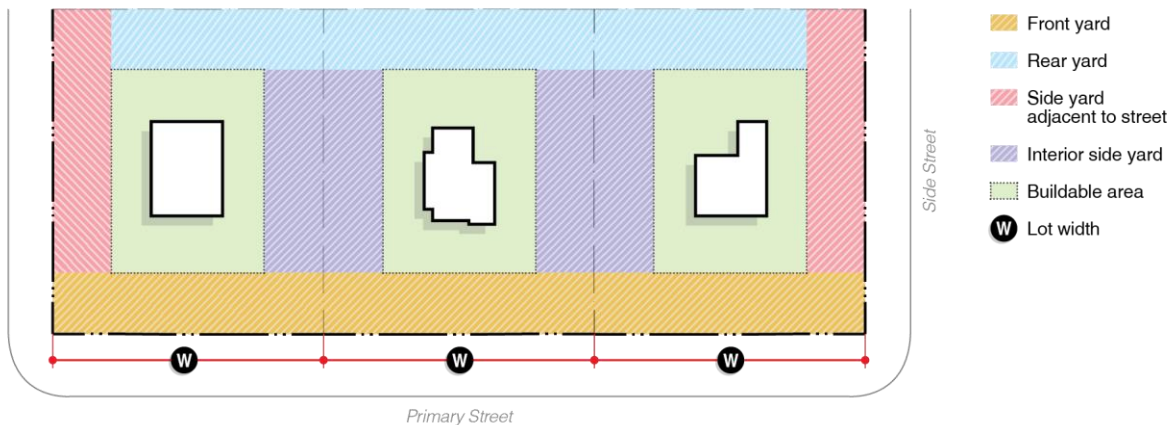 Front yard
Rear yard
Side yard
adjacent to street
Interior side yard
Buildable area
W Lot width
Side Street
W W W
Primary Street